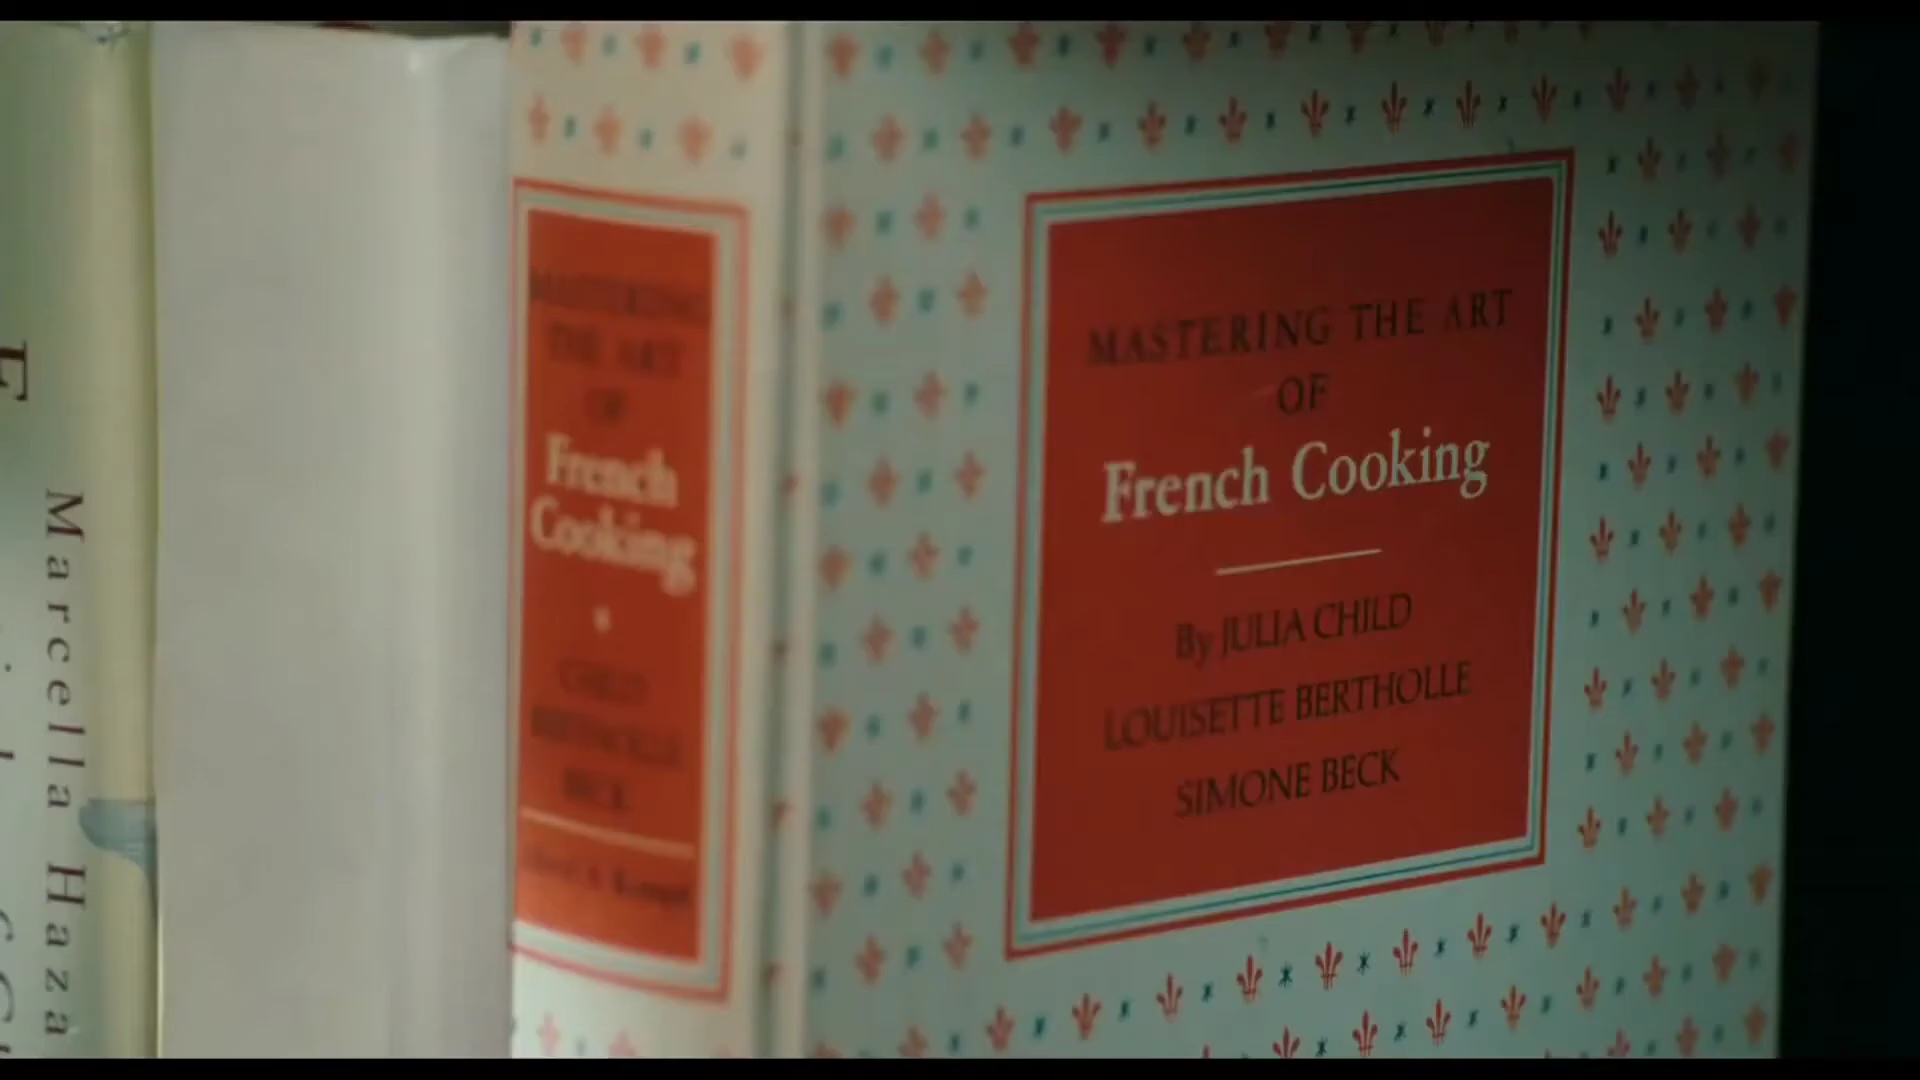 E
Marcella Haza
MASTERING
THE ART
OF
French
Cooking
CHILD
BERTHOLLE
BECK
MASTERING THE ART
OF
French Cooking
By JULIA CHILD
LOUISETTE BERTHOLLE
SIMONE BECK